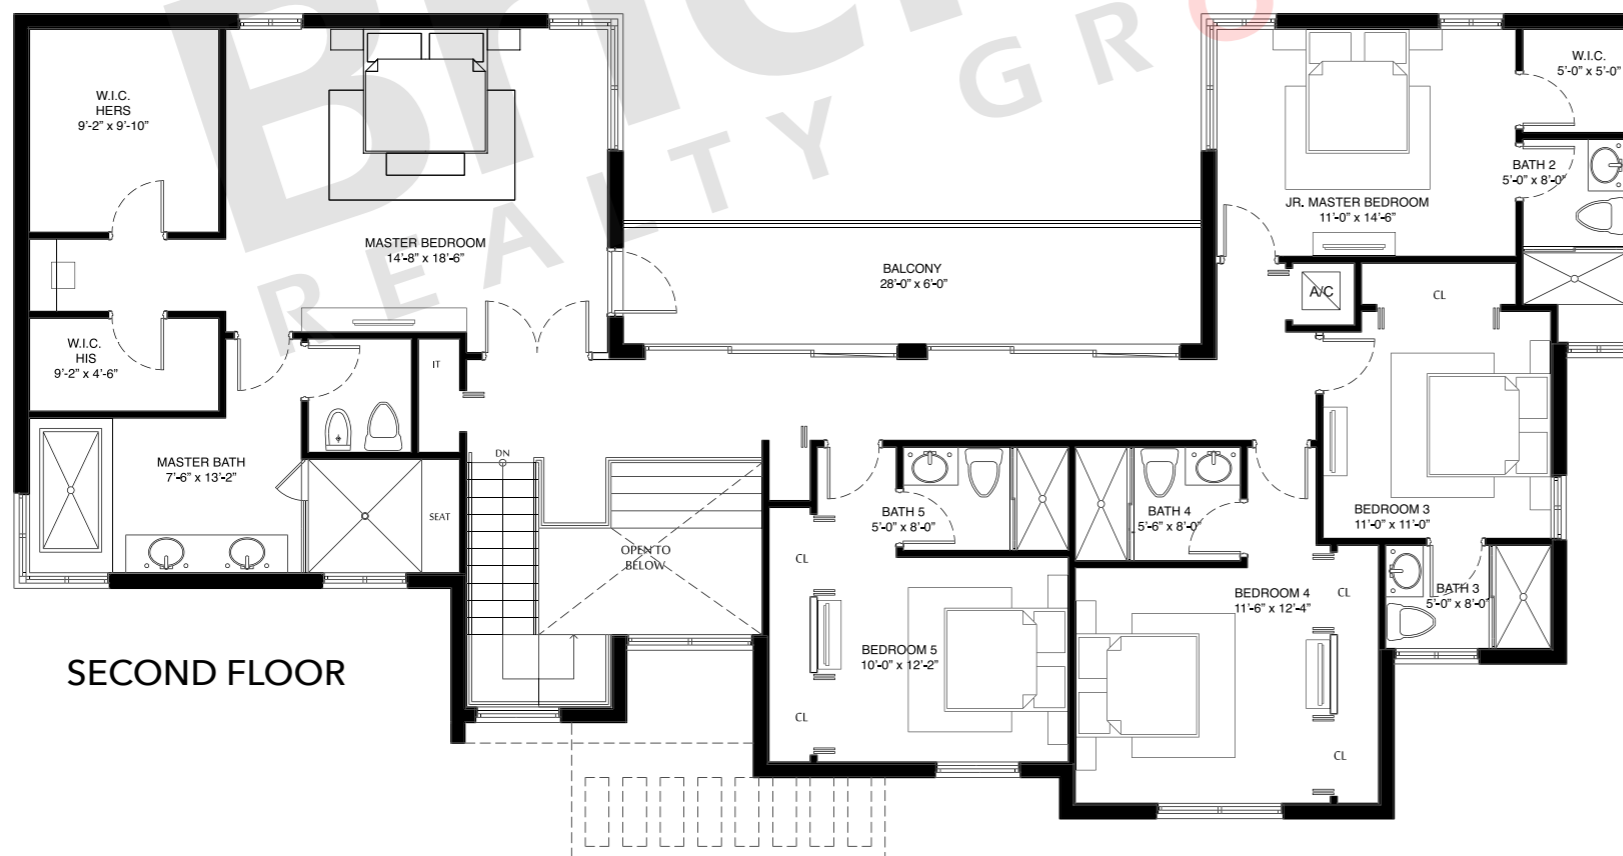 Bric
REALTY GRO
W.I.C.
HERS
9'-2" x 9'-10"
MASTER BEDROOM
14'-8" x 18'-6"
W.I.C.
HIS
9'-2" x 4'-6"
IT
MASTER BATH
7'-6" x 13'-2"
SEAT
DN
OPEN TO
BELOW
BALCONY
28'-0" x 6'-0"
JR. MASTER BEDROOM
11'-0" x 14'-6"
W.I.C.
5'-0" x 5'-0"
BATH 2
5'-0" x 8'-0"
A/C
CL
BEDROOM 3
11'-0" x 11'-0"
BATH 3
5'-0" x 8'-0"
BATH 5
5'-0" x 8'-0"
BATH 4
5'-6" x 8'-0"
CL
BEDROOM 5
10'-0" x 12'-2"
CL
BEDROOM 4
11'-6" x 12'-4"
CL
CL
SECOND FLOOR